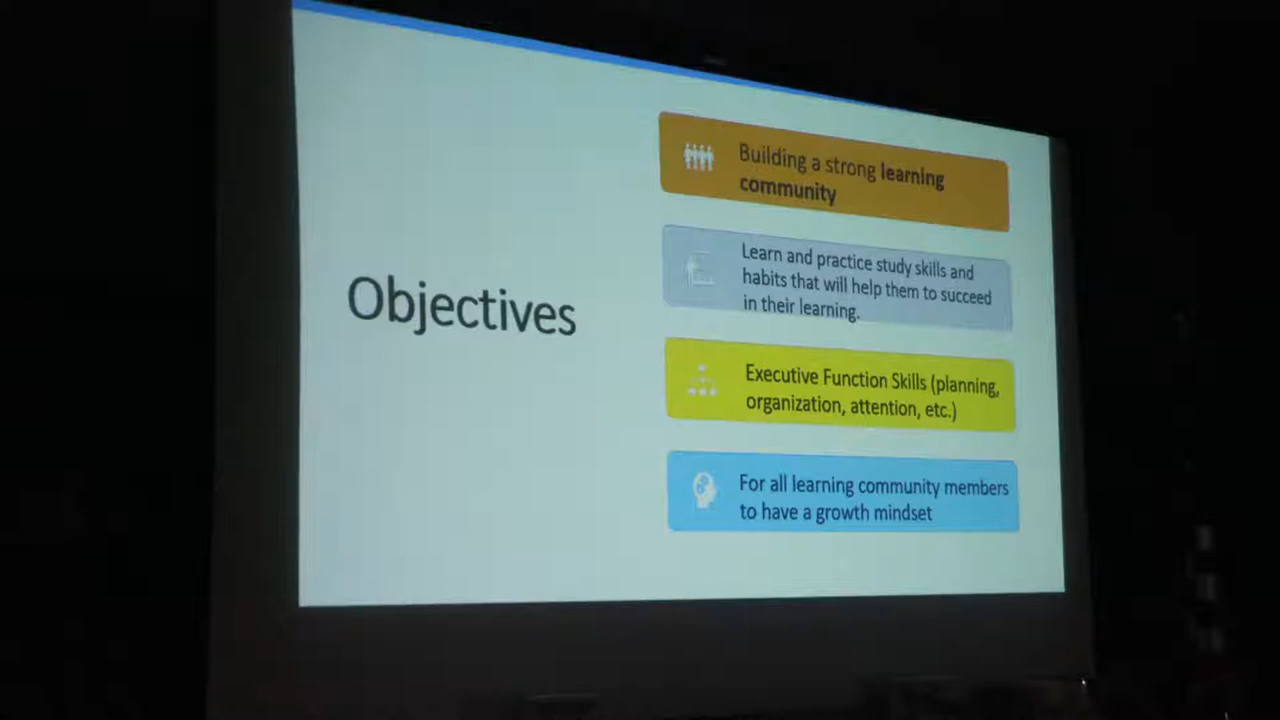 Objectives
Building a strong learning
community
Learn and practice study skills and
habits that will help them to succeed
in their learning.
Executive Function Skills (planning,
organization, attention, etc.)
For all learning community members
to have a growth mindset